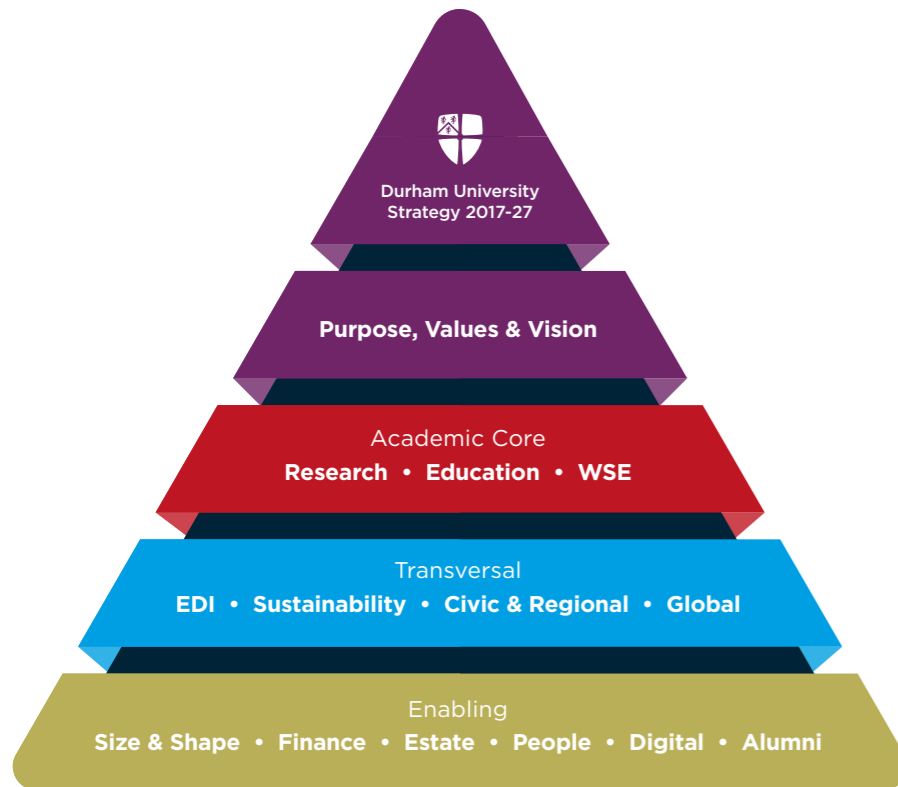 Durham University
Strategy 2017-27
Purpose, Values & Vision
Academic Core
Research • Education • WSE
Transversal
EDI • Sustainability • Civic & Regional • Global
Enabling
Size & Shape • Finance • Estate • People • Digital • Alumni